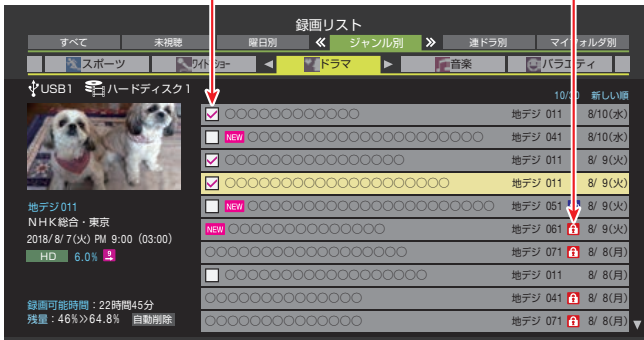 録画リスト
すべて 未視聴 曜日別 ジャンル別 連ドラ別 マイフォルダ別
スポーツ ワイドショー ドラマ 音楽 バラエティ
USB1 ハードディスク1
10/30 新しい順
○○○○○○○○○○○○ 地デジ 011 8/10(水)
NEW ○○○○○○○○○○○○○○○○○○○○○ 地デジ 041 8/10(水)
○○○○○○○○○○○○○○○○ 地デジ 011 8/ 9(火)
○○○○○○○○○○○○○○○○○○○○ 地デジ 011 8/ 9(火)
NEW ○○○○○○○○○○○○○○○○○○○○○○ 地デジ 051 8/ 9(火)
NEW ○○○○○○○○○○○○○○ 地デジ 061 8/ 9(火)
○○○○○○○○○○○○○○○○○○ 地デジ 071 8/ 8(月)
○○○○○○○○○○○○○○○○○○ 地デジ 011 8/ 8(月)
○○○○○○○○○○○○○○ 地デジ 041 8/ 8(月)
○○○○○○○○○○○○○○ 地デジ 071 8/ 8(月)
地デジ011
NHK総合・東京
2018/ 8/ 7(火) PM 9:00 (03:00)
HD 6.0% 9
録画可能時間：22時間45分
残量：46%≫64.8% 自動削除